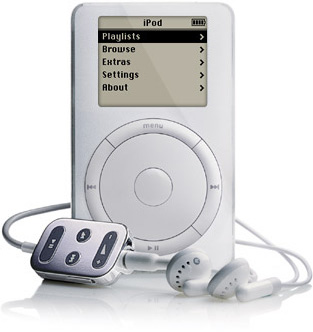 iPod
Playlists
Browse
Extras
Settings
About
menu